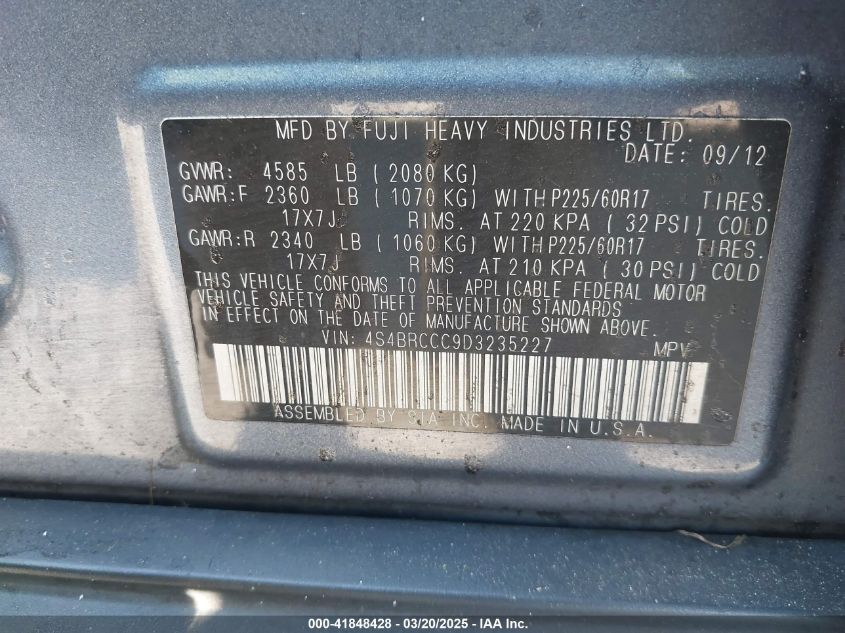 MFD BY FUJI HEAVY INDUSTRIES LTD.
DATE: 09/12
GVWR: 4585 LB ( 2080 KG)
GAWR:F 2360 LB ( 1070 KG) WITH P225/60R17 TIRES.
17X7J RIMS. AT 220 KPA ( 32 PSI) COLD
GAWR:R 2340 LB ( 1060 KG) WITH P225/60R17 TIRES.
17X7J RIMS. AT 210 KPA ( 30 PSI) COLD
THIS VEHICLE CONFORMS TO ALL APPLICABLE FEDERAL MOTOR
VEHICLE SAFETY AND THEFT PREVENTION STANDARDS
IN EFFECT ON THE DATE OF MANUFACTURE SHOWN ABOVE.
VIN: 4S4BRCCC9D3235227 MPV
ASSEMBLED BY SIA INC. MADE IN U.S.A.
000-41848428 - 03/20/2025 - IAA Inc.